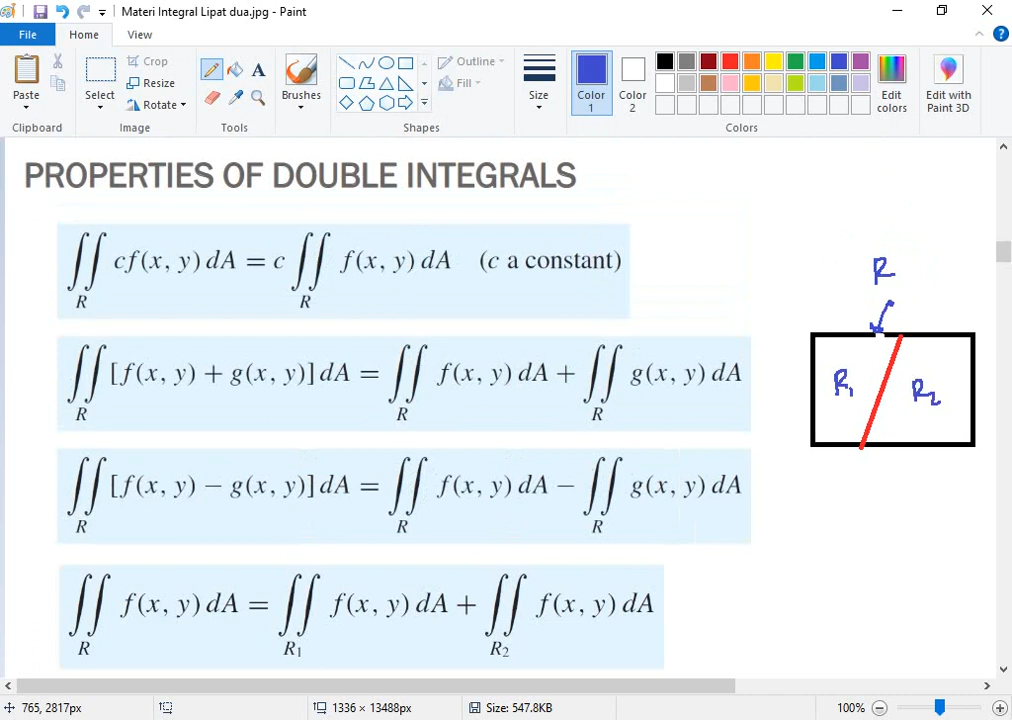 Materi Integral Lipat dua.jpg - Paint
File Home View
Paste
Clipboard
Select
Crop
Resize
Rotate
Image
A
Tools
Brushes
Shapes
Outline
Fill
Size
Color 1
Color 2
Colors
Edit colors
Edit with Paint 3D
PROPERTIES OF DOUBLE INTEGRALS
∬_R cf(x, y) dA = c ∬_R f(x, y) dA (c a constant)
∬_R [f(x, y) + g(x, y)] dA = ∬_R f(x, y) dA + ∬_R g(x, y) dA
∬_R [f(x, y) − g(x, y)] dA = ∬_R f(x, y) dA − ∬_R g(x, y) dA
∬_R f(x, y) dA = ∬_R₁ f(x, y) dA + ∬_R₂ f(x, y) dA
R
R₁ R₂
765, 2817px 1336 × 13488px Size: 547.8KB 100%